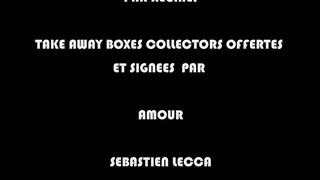 TAKE AWAY BOXES COLLECTORS OFFERTES
ET SIGNEES PAR
AMOUR
SEBASTIEN LECCA